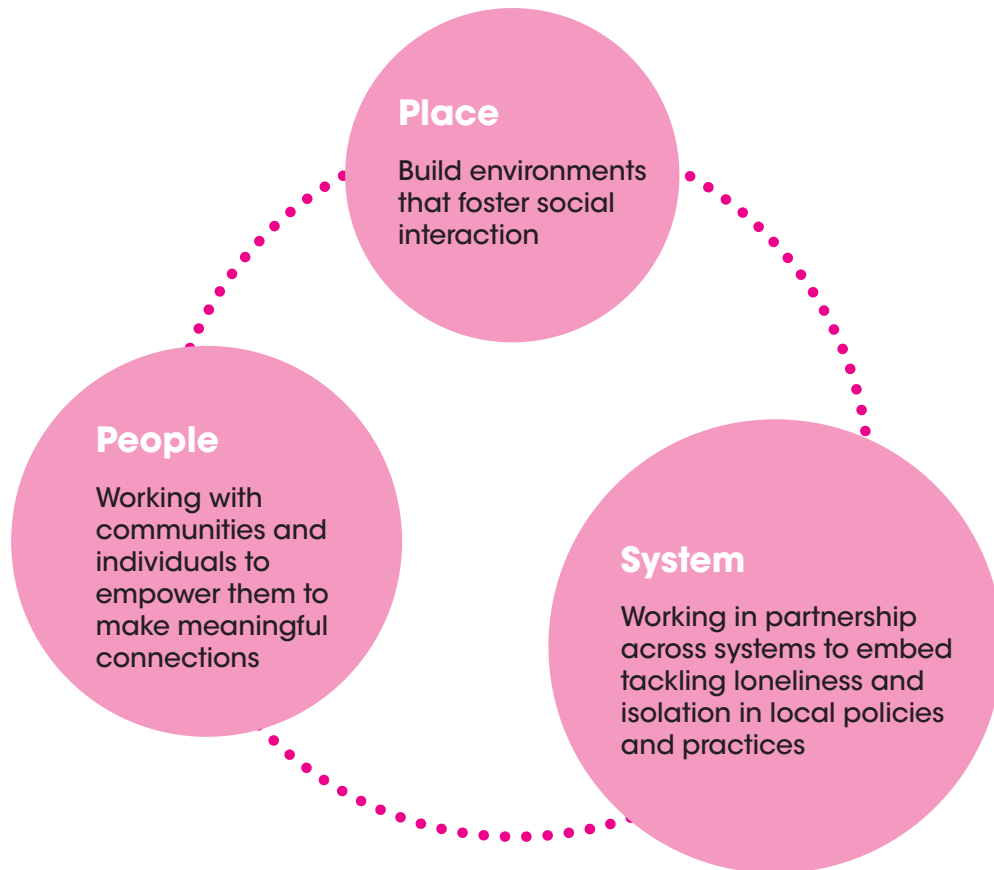 Place
Build environments
that foster social
interaction
People
Working with
communities and
individuals to
empower them to
make meaningful
connections
System
Working in partnership
across systems to embed
tackling loneliness and
isolation in local policies
and practices